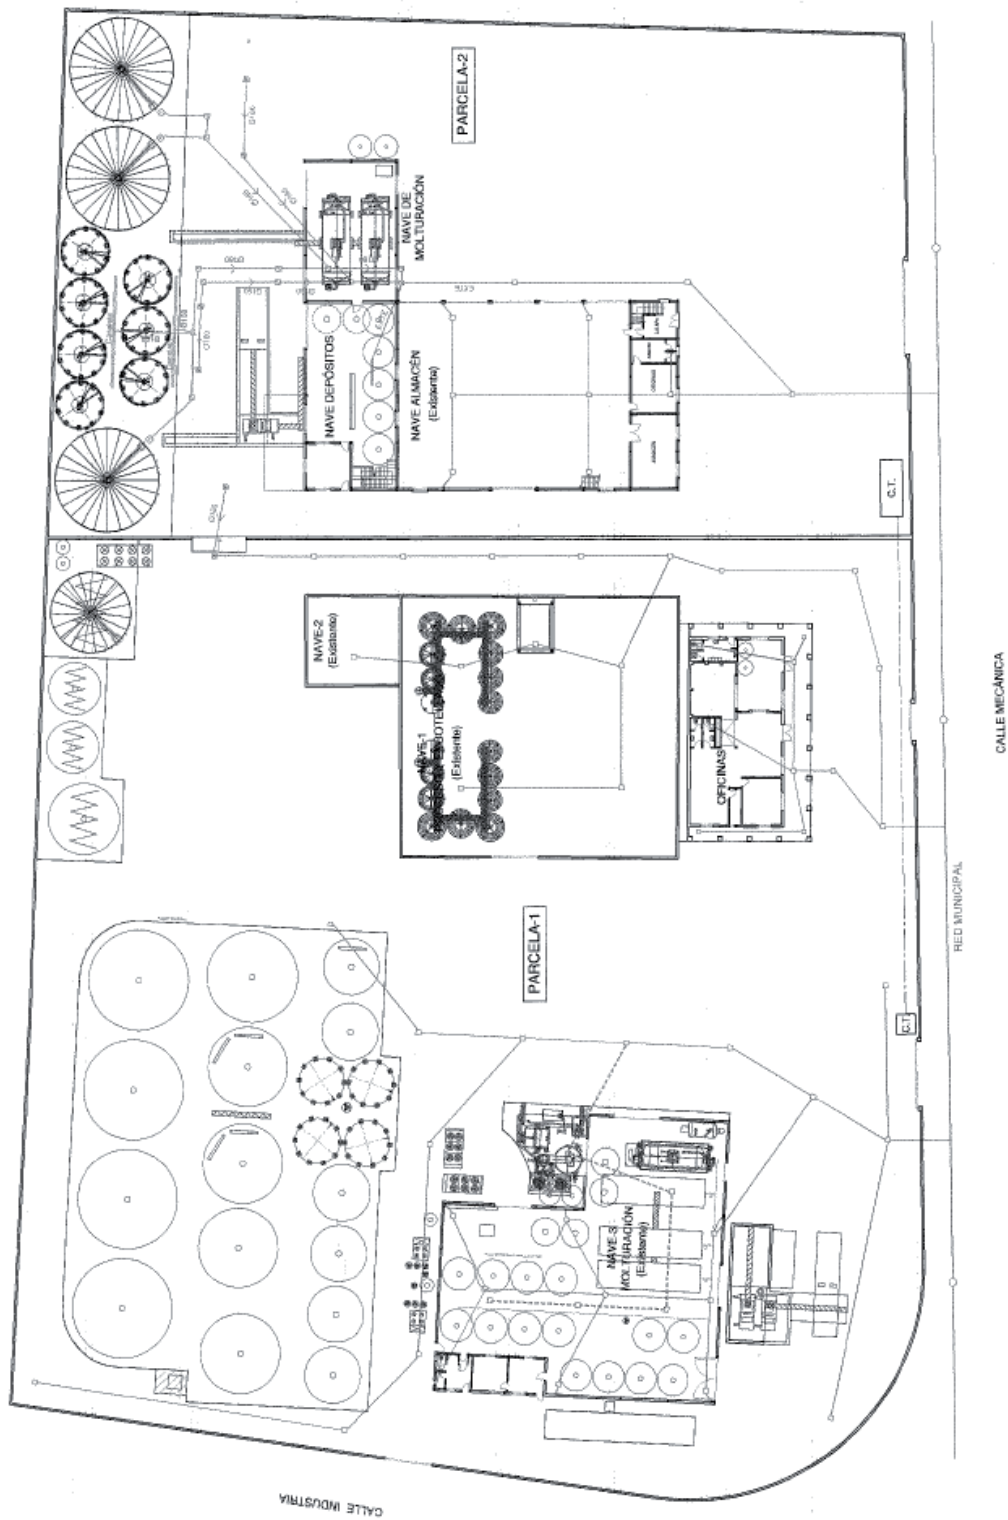 PARCELA-2
NAVE DE
MOLTURACIÓN
NAVE DEPÓSITOS
NAVE ALMACÉN
(Existente)
C.T.
NAVE-2
(Existente)
NAVE-1
(Existente)
OFICINAS
CALLE MECÁNICA
RED MUNICIPAL
PARCELA-1
C.T.
NAVE-3
MOLTURACIÓN
(Existente)
CALLE INDUSTRIA